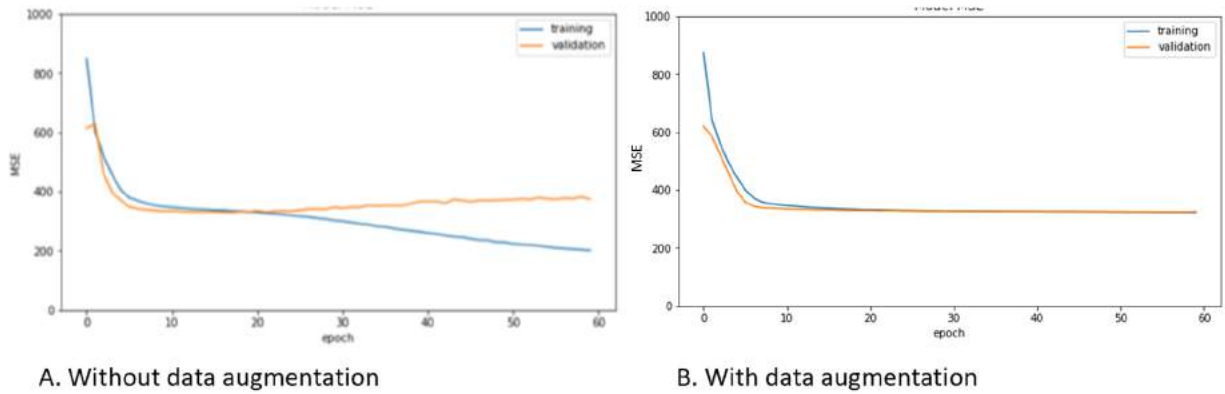 1000
800
600
400
200
0
MSE
training
validation
0 10 20 30 40 50 60
epoch
A. Without data augmentation
1000
800
600
400
200
0
MSE
training
validation
0 10 20 30 40 50 60
epoch
B. With data augmentation